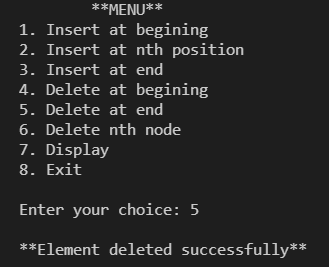 **MENU**
1. Insert at begining
2. Insert at nth position
3. Insert at end
4. Delete at begining
5. Delete at end
6. Delete nth node
7. Display
8. Exit
Enter your choice: 5
**Element deleted successfully**